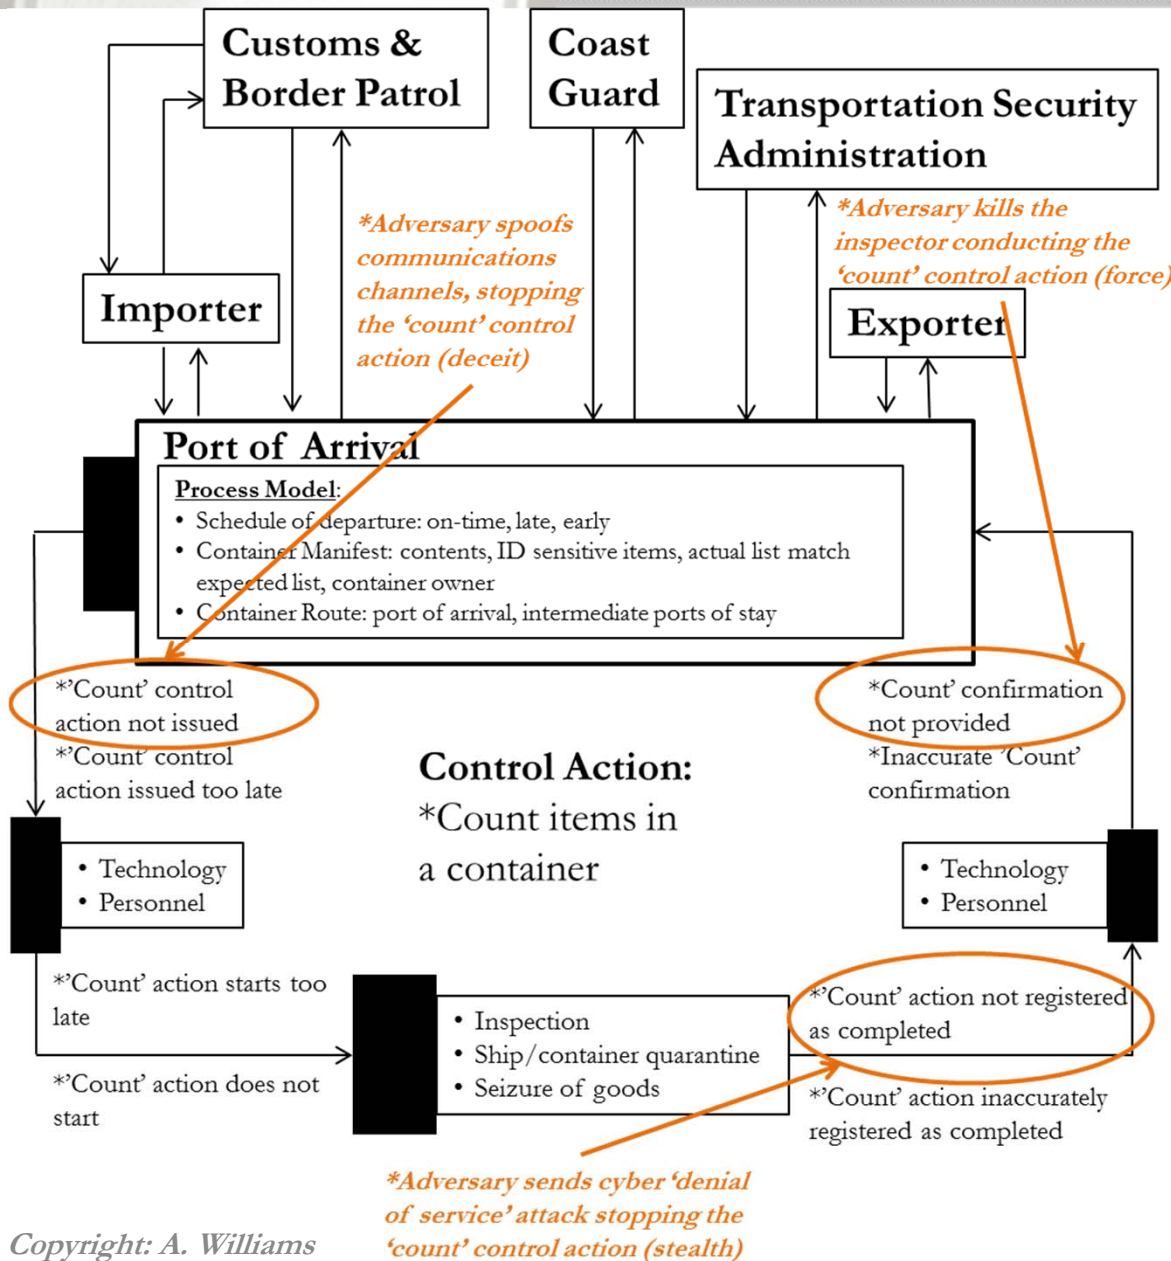 Customs &
Border Patrol
Coast
Guard
Transportation Security
Administration
*Adversary spoofs
communications
channels, stopping
the ‘count’ control
action (deceit)
*Adversary kills the
inspector conducting the
‘count’ control action (force)
Importer
Exporter
Port of Arrival
Process Model:
• Schedule of departure: on-time, late, early
• Container Manifest: contents, ID sensitive items, actual list match
expected list, container owner
• Container Route: port of arrival, intermediate ports of stay
*’Count’ control
action not issued
*’Count’ control
action issued too late
*Count’ confirmation
not provided
*Inaccurate ’Count’
confirmation
Control Action:
*Count items in
a container
• Technology
• Personnel
• Technology
• Personnel
*’Count’ action starts too
late
*’Count’ action does not
start
• Inspection
• Ship/container quarantine
• Seizure of goods
*’Count’ action not registered
as completed
*’Count’ action inaccurately
registered as completed
*Adversary sends cyber ‘denial
of service’ attack stopping the
‘count’ control action (stealth)
Copyright: A. Williams